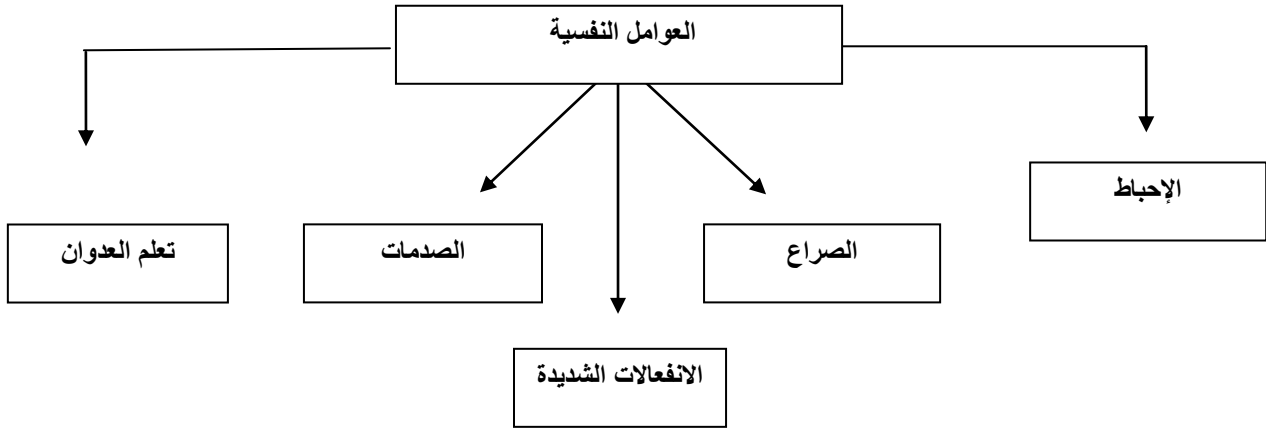 العوامل النفسية
الإحباط
الصراع
الانفعالات الشديدة
الصدمات
تعلم العدوان